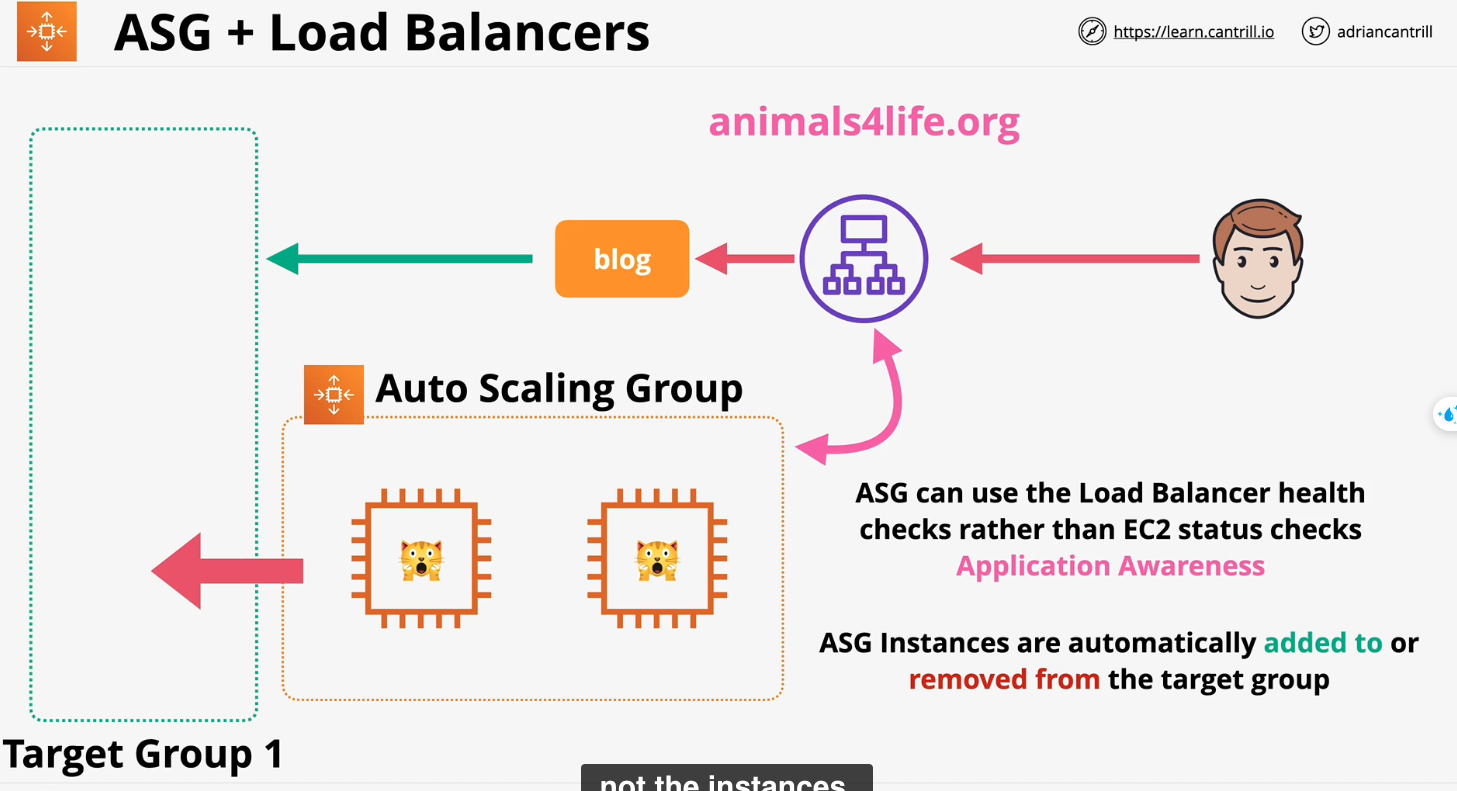 ASG + Load Balancers
https://learn.cantrill.io
adriancantrill
animals4life.org
blog
Auto Scaling Group
ASG can use the Load Balancer health
checks rather than EC2 status checks
Application Awareness
ASG Instances are automatically added to or
removed from the target group
Target Group 1
not the instances